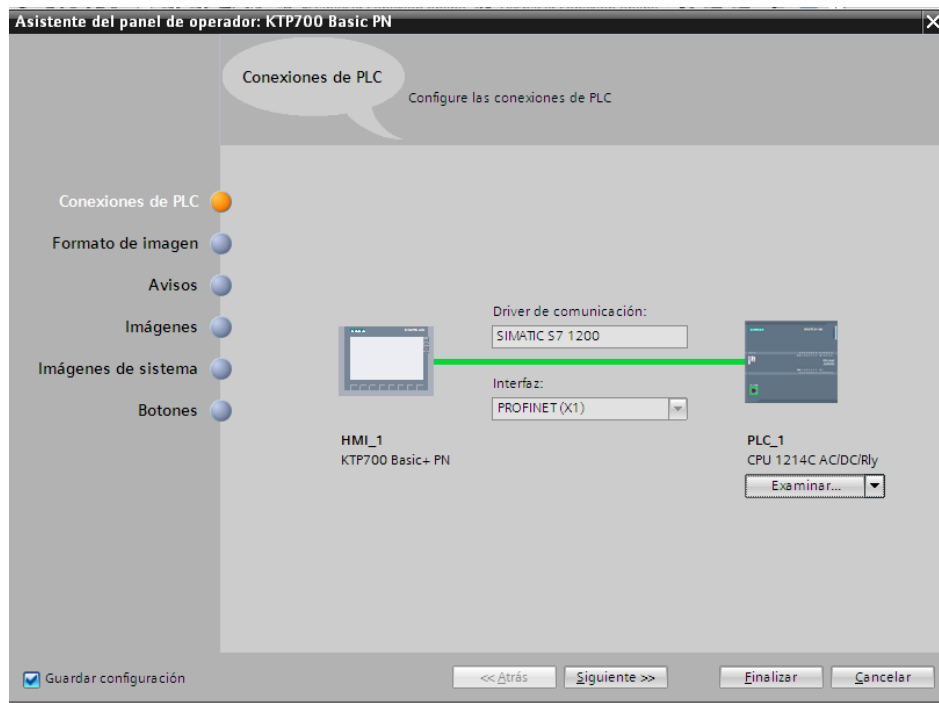 Asistente del panel de operador: KTP700 Basic PN
Conexiones de PLC
Configure las conexiones de PLC
Conexiones de PLC
Formato de imagen
Avisos
Imágenes
Imágenes de sistema
Botones
Driver de comunicación:
SIMATIC S7 1200
Interfaz:
PROFINET (X1)
HMI_1
KTP700 Basic+ PN
PLC_1
CPU 1214C AC/DC/Rly
Examinar...
Guardar configuración
<< Atrás
Siguiente >>
Finalizar
Cancelar